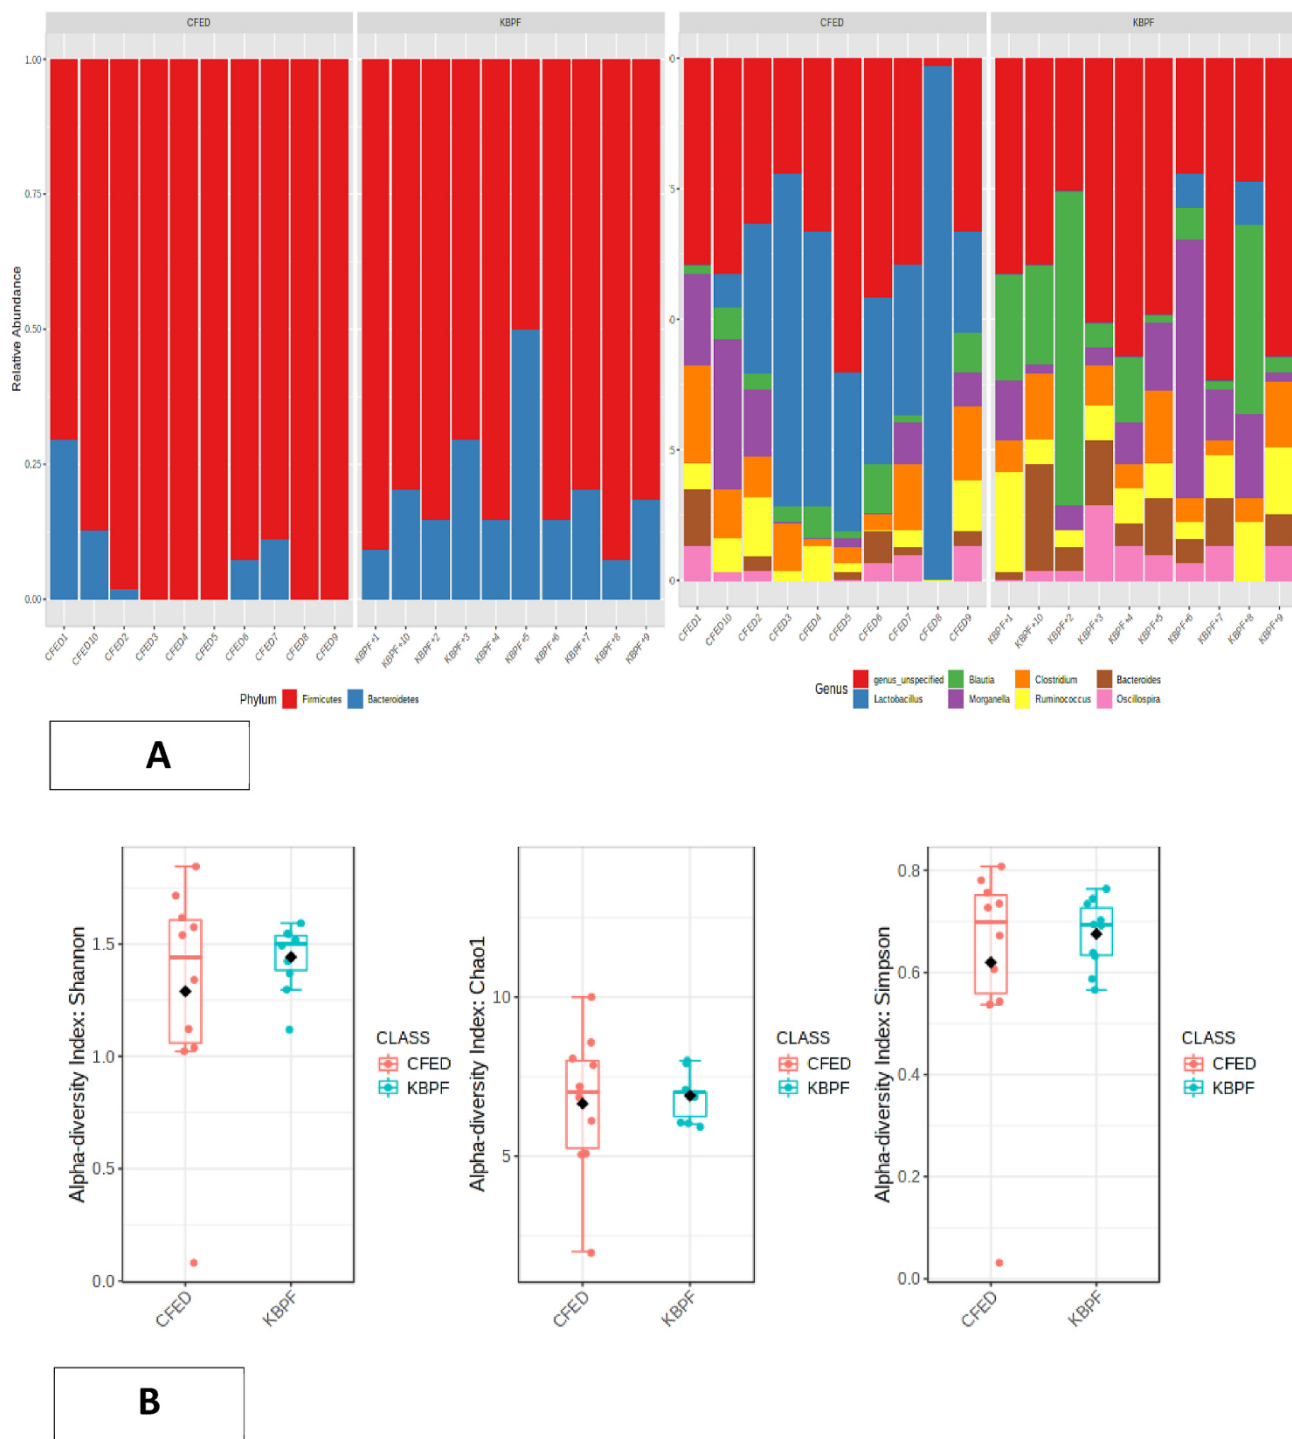 CFED KBPF CFED KBPF
1.00
0.75
0.50
0.25
0.00
Relative Abundance
0
5
0
5
0
CFED1 CFED10 CFED2 CFED3 CFED4 CFED5 CFED6 CFED7 CFED8 CFED9 KBPF+1 KBPF+10 KBPF+2 KBPF+3 KBPF+4 KBPF+5 KBPF+6 KBPF+7 KBPF+8 KBPF+9
CFED1 CFED10 CFED2 CFED3 CFED4 CFED5 CFED6 CFED7 CFED8 CFED9 KBPF+1 KBPF+10 KBPF+2 KBPF+3 KBPF+4 KBPF+5 KBPF+6 KBPF+7 KBPF+8 KBPF+9
Phylum Firmicutes Bacteroidetes
Genus
genus_unspecified Blautia Clostridium Bacteroides
Lactobacillus Morganella Ruminococcus Oscillospira
A
Alpha-diversity Index: Shannon
1.5
1.0
0.5
0.0
CFED KBPF
CLASS
CFED
KBPF
Alpha-diversity Index: Chao1
10
5
CFED KBPF
CLASS
CFED
KBPF
Alpha-diversity Index: Simpson
0.8
0.6
0.4
0.2
0.0
CFED KBPF
CLASS
CFED
KBPF
B